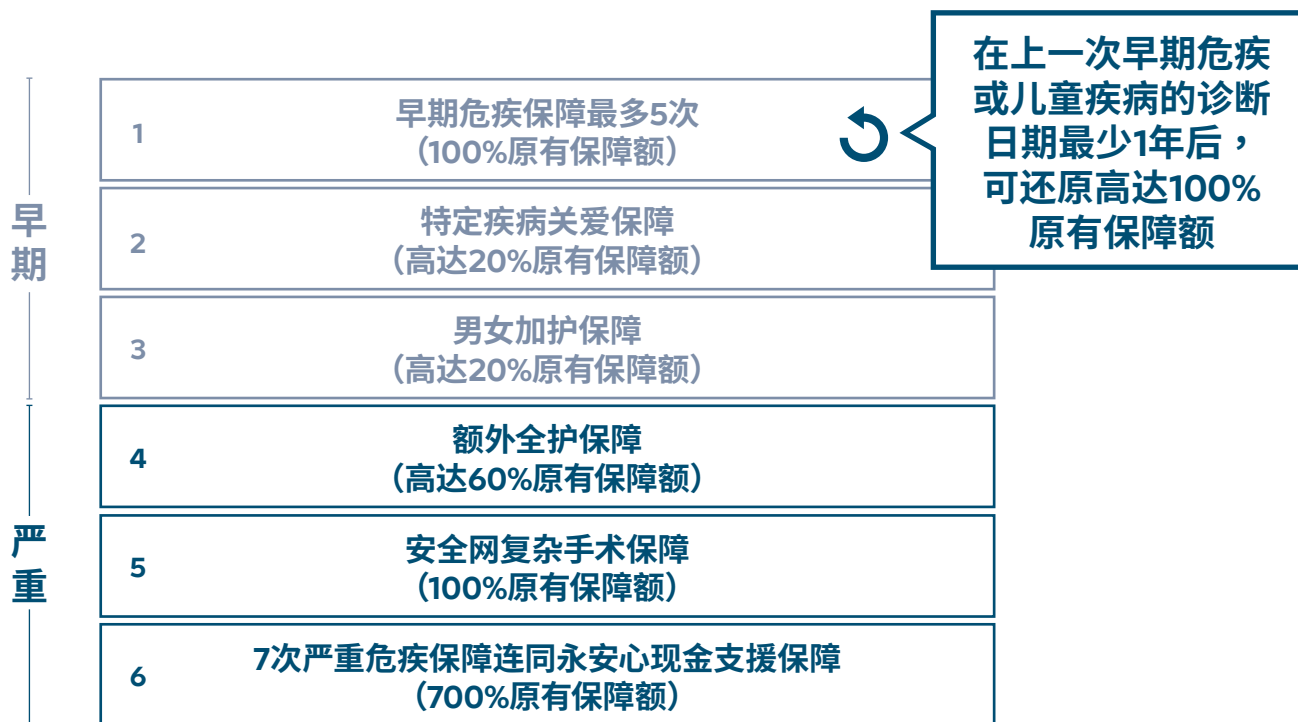 在上一次早期危疾
或儿童疾病的诊断
日期最少1年后，
可还原高达100%
原有保障额
早期
1
早期危疾保障最多5次
（100%原有保障额）
2
特定疾病关爱保障
（高达20%原有保障额）
3
男女加护保障
（高达20%原有保障额）
严重
4
额外全护保障
（高达60%原有保障额）
5
安全网复杂手术保障
（100%原有保障额）
6
7次严重危疾保障连同永安心现金支援保障
（700%原有保障额）